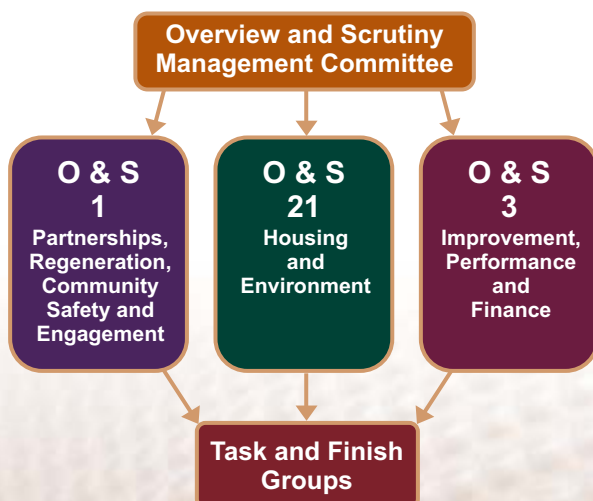 Overview and Scrutiny
Management Committee
O & S
1
Partnerships,
Regeneration,
Community
Safety and
Engagement
O & S
21
Housing
and
Environment
O & S
3
Improvement,
Performance
and
Finance
Task and Finish
Groups